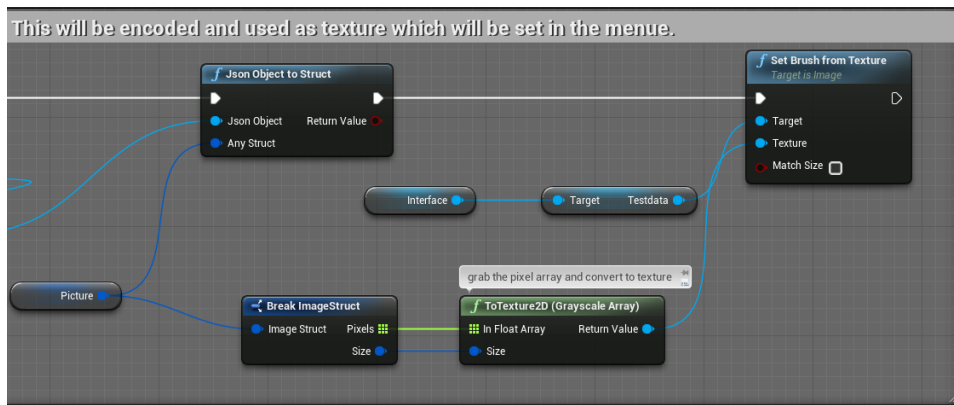 This will be encoded and used as texture which will be set in the menue.
Json Object to Struct
Json Object
Return Value
Any Struct
Set Brush from Texture
Target is Image
Target
Texture
Match Size
Interface
Target
Testdata
grab the pixel array and convert to texture
Picture
Break ImageStruct
Image Struct
Pixels
Size
ToTexture2D (Grayscale Array)
In Float Array
Return Value
Size